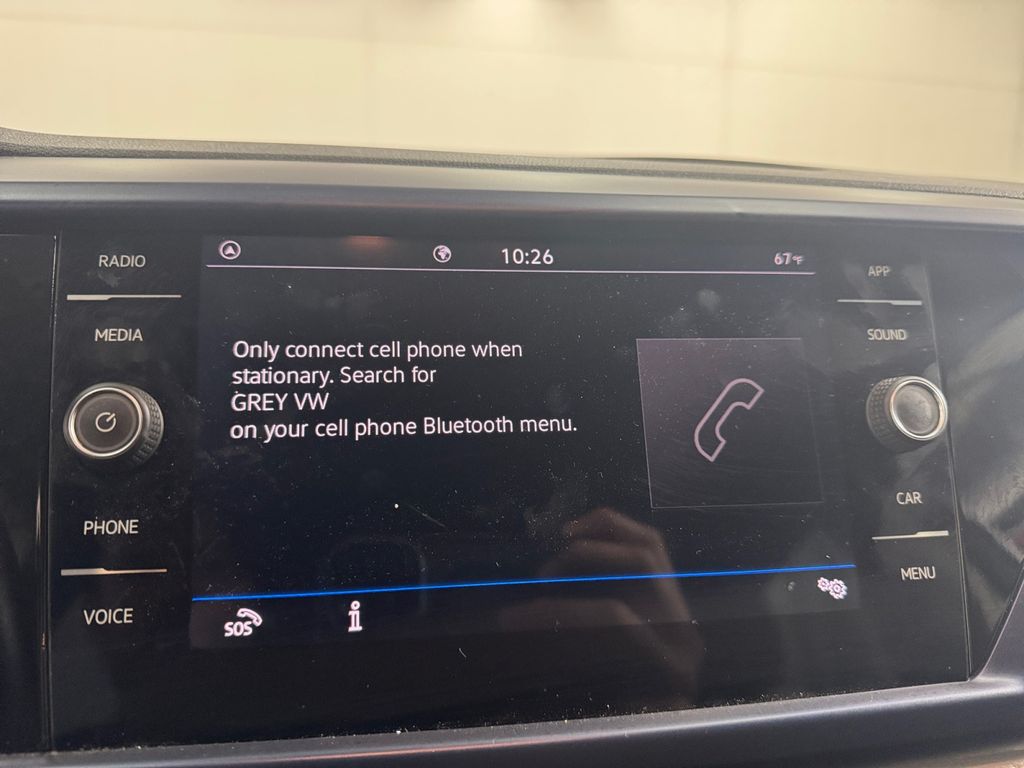 10:26
67°F
RADIO
MEDIA
PHONE
VOICE
Only connect cell phone when
stationary. Search for
GREY VW
on your cell phone Bluetooth menu.
SOS
i
APP
SOUND
CAR
MENU